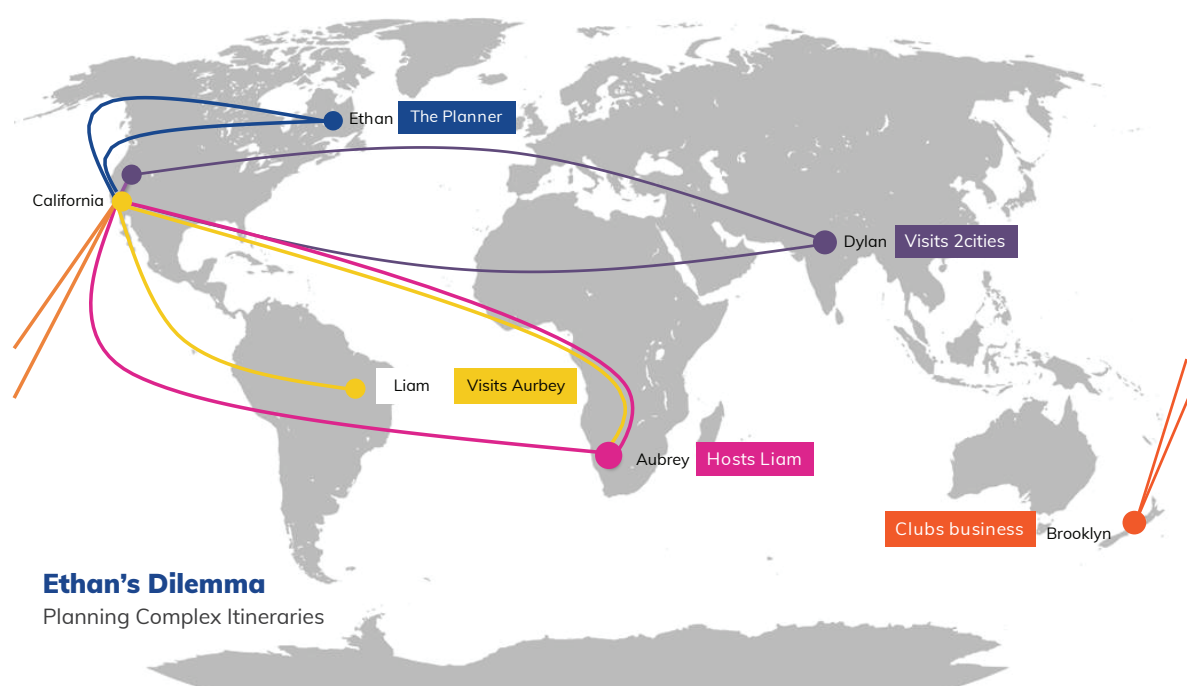 Ethan The Planner
California
Dylan Visits 2cities
Liam Visits Aurbey
Aubrey Hosts Liam
Clubs business Brooklyn
Ethan's Dilemma
Planning Complex Itineraries